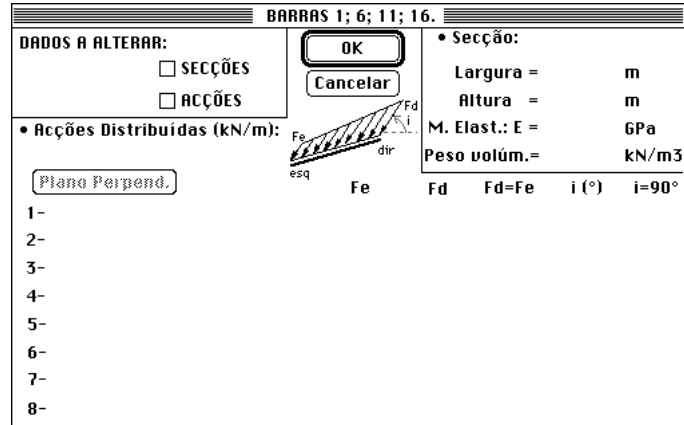 BARRAS 1; 6; 11; 16.
DADOS A ALTERAR:
SECÇÕES
ACÇÕES
OK
Cancelar
• Secção:
Largura = m
Altura = m
M. Elast.: E = GPa
Peso volúm.= kN/m3
• Acções Distribuídas (kN/m):
Fd
i
Fe
dir
esq
Plano Perpend.
Fe Fd Fd=Fe i (°) i=90°
1-
2-
3-
4-
5-
6-
7-
8-